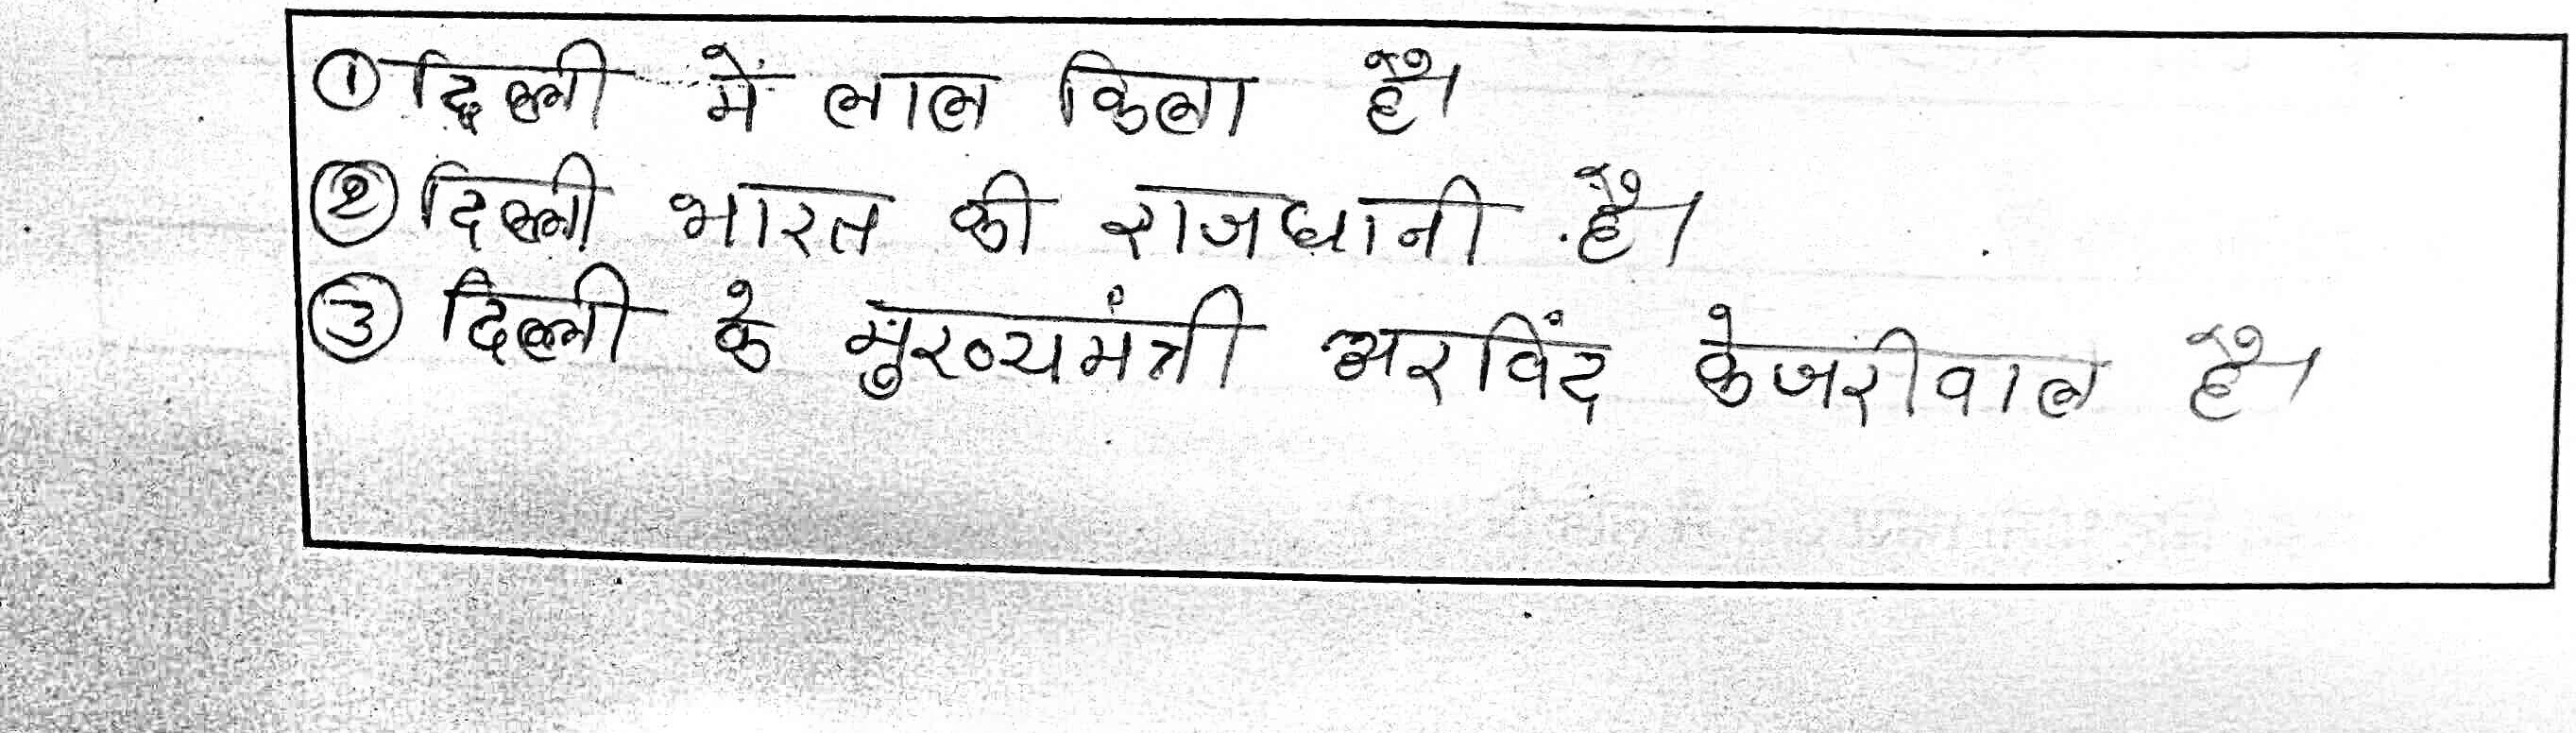 ① दिल्ली में लाल किला है।
② दिल्ली भारत की राजधानी है।
③ दिल्ली के मुख्यमंत्री अरविंद केजरीवाल है।